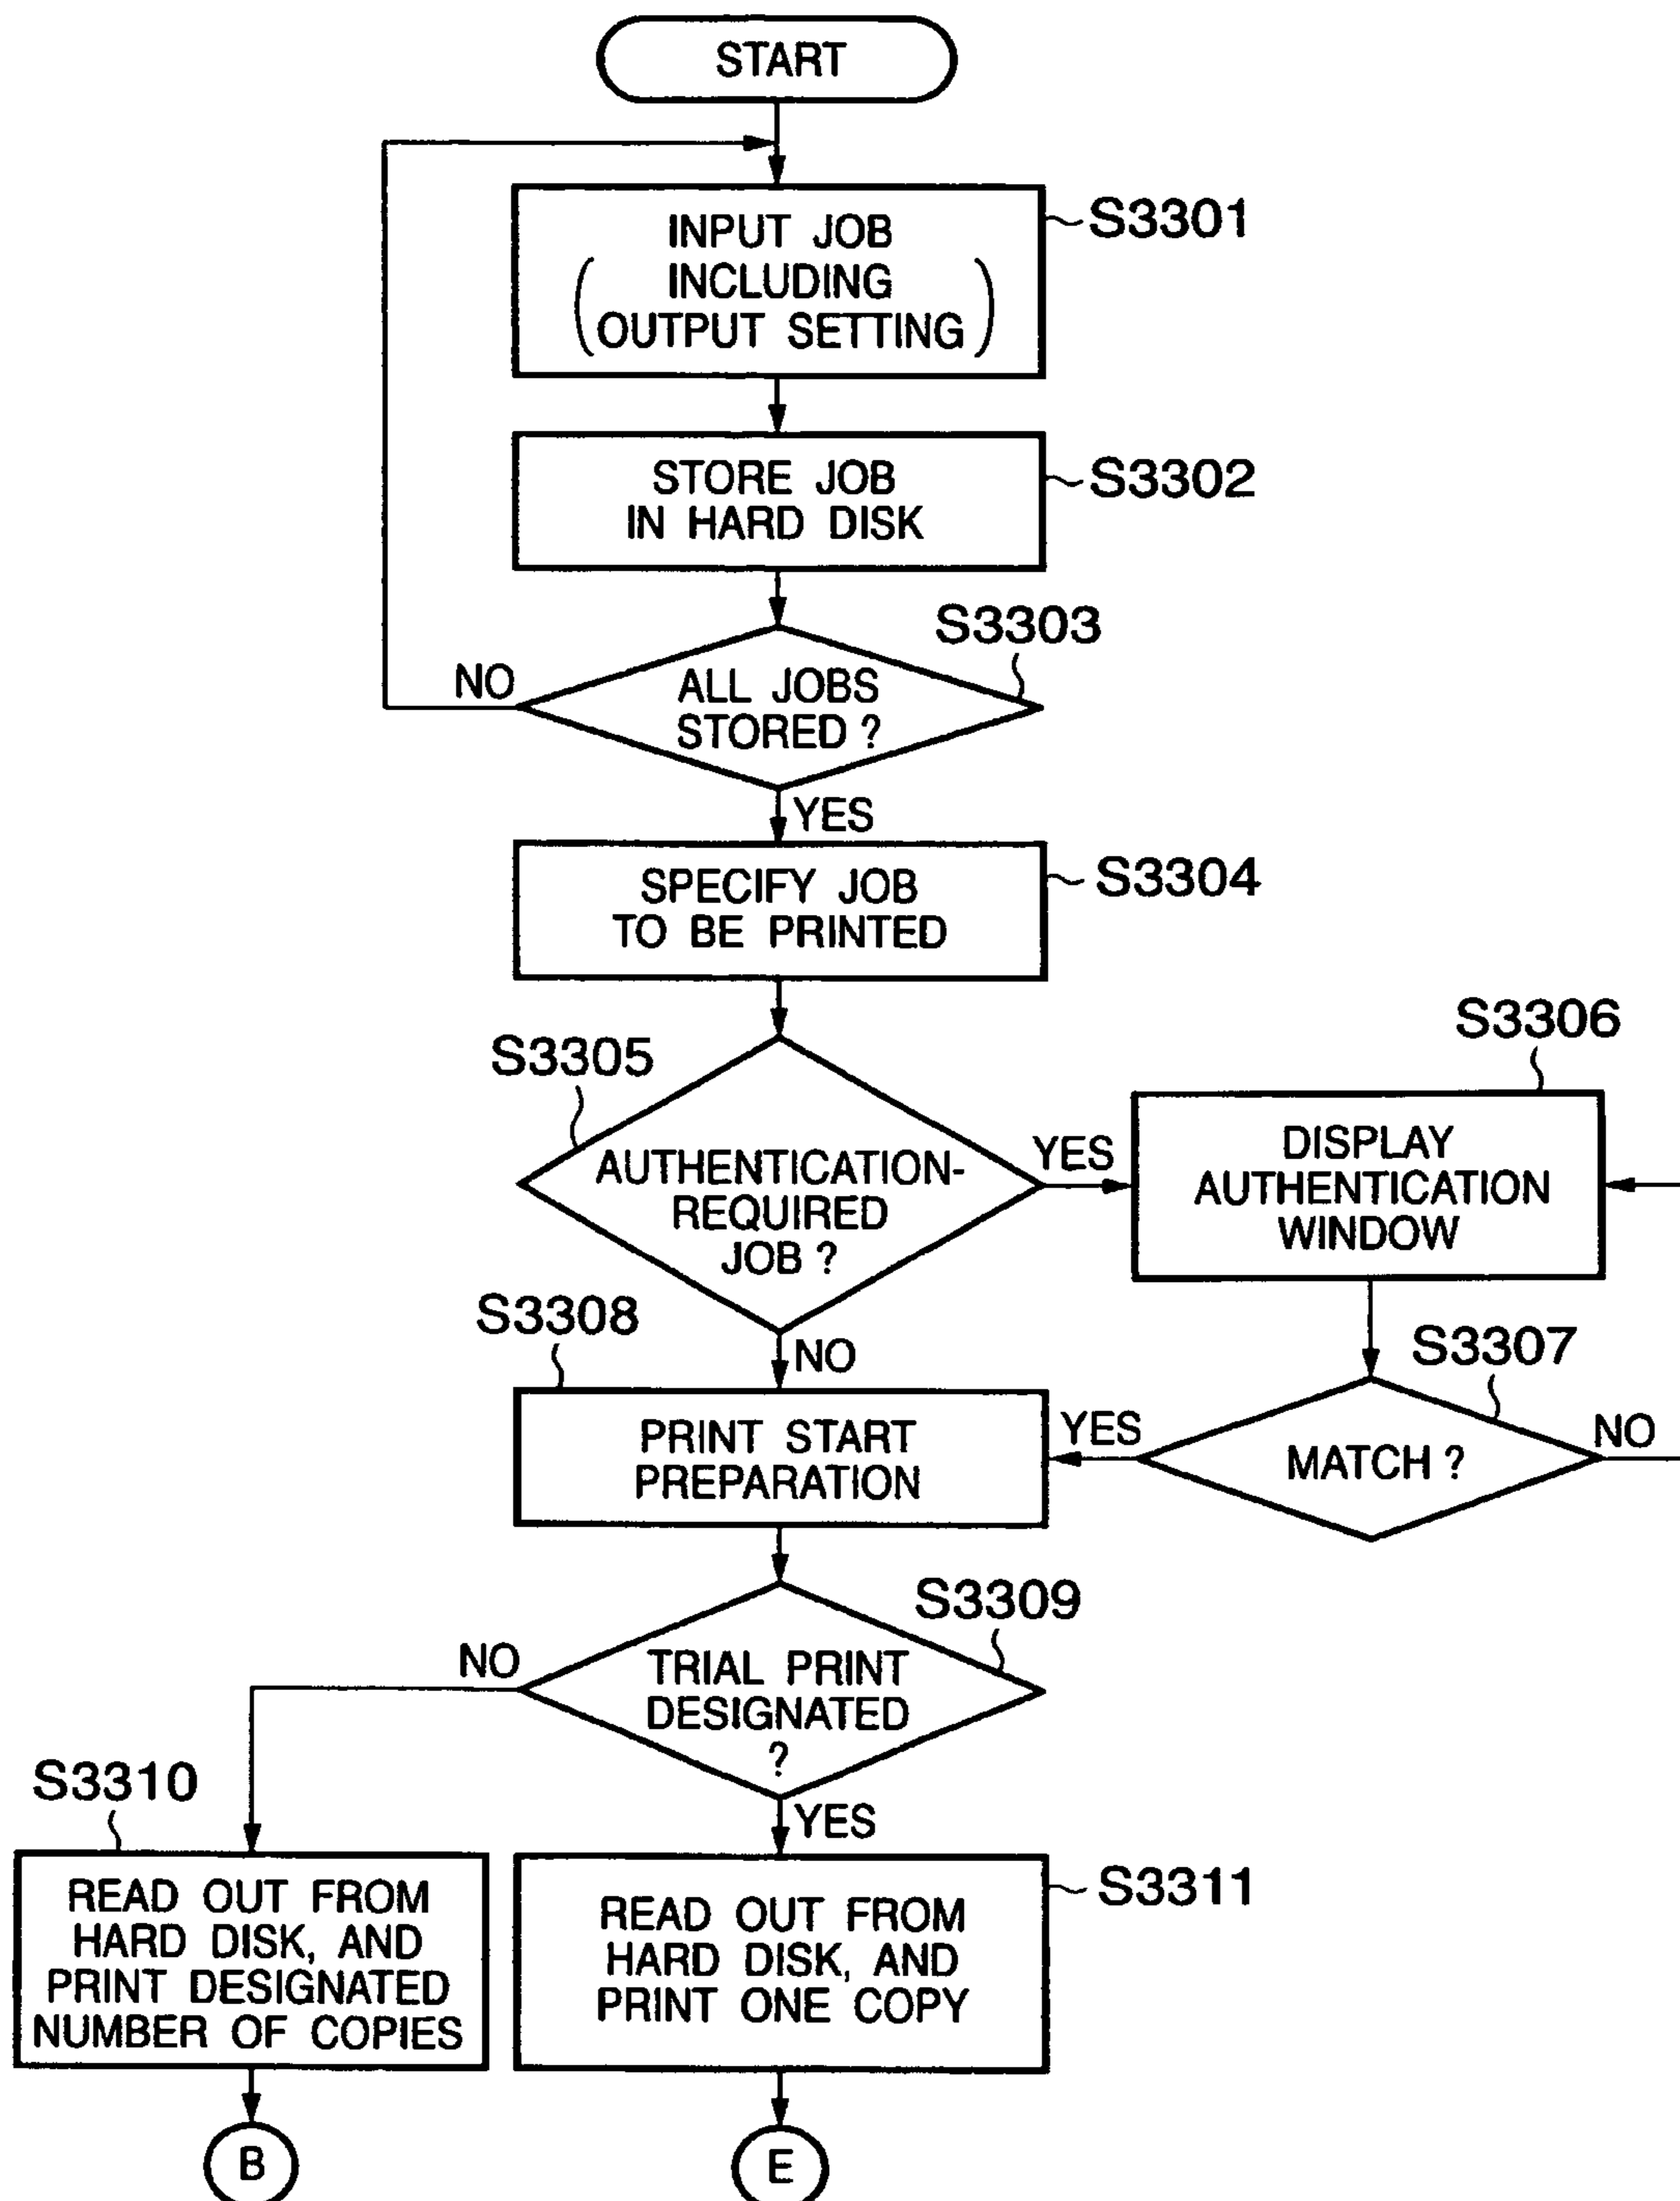 START
INPUT JOB
S3301
(INCLUDING
OUTPUT SETTING)
STORE JOB
IN HARD DISK
S3302
S3303
NO
ALL JOBS
STORED ?
YES
SPECIFY JOB
TO BE PRINTED
S3304
S3305
AUTHENTICATION-
REQUIRED
JOB ?
YES
S3306
DISPLAY
AUTHENTICATION
WINDOW
NO
S3308
PRINT START
PREPARATION
S3307
YES
MATCH ?
NO
S3309
NO
TRIAL PRINT
DESIGNATED
?
YES
S3310
READ OUT FROM
HARD DISK, AND
PRINT DESIGNATED
NUMBER OF COPIES
S3311
READ OUT FROM
HARD DISK, AND
PRINT ONE COPY
B
E